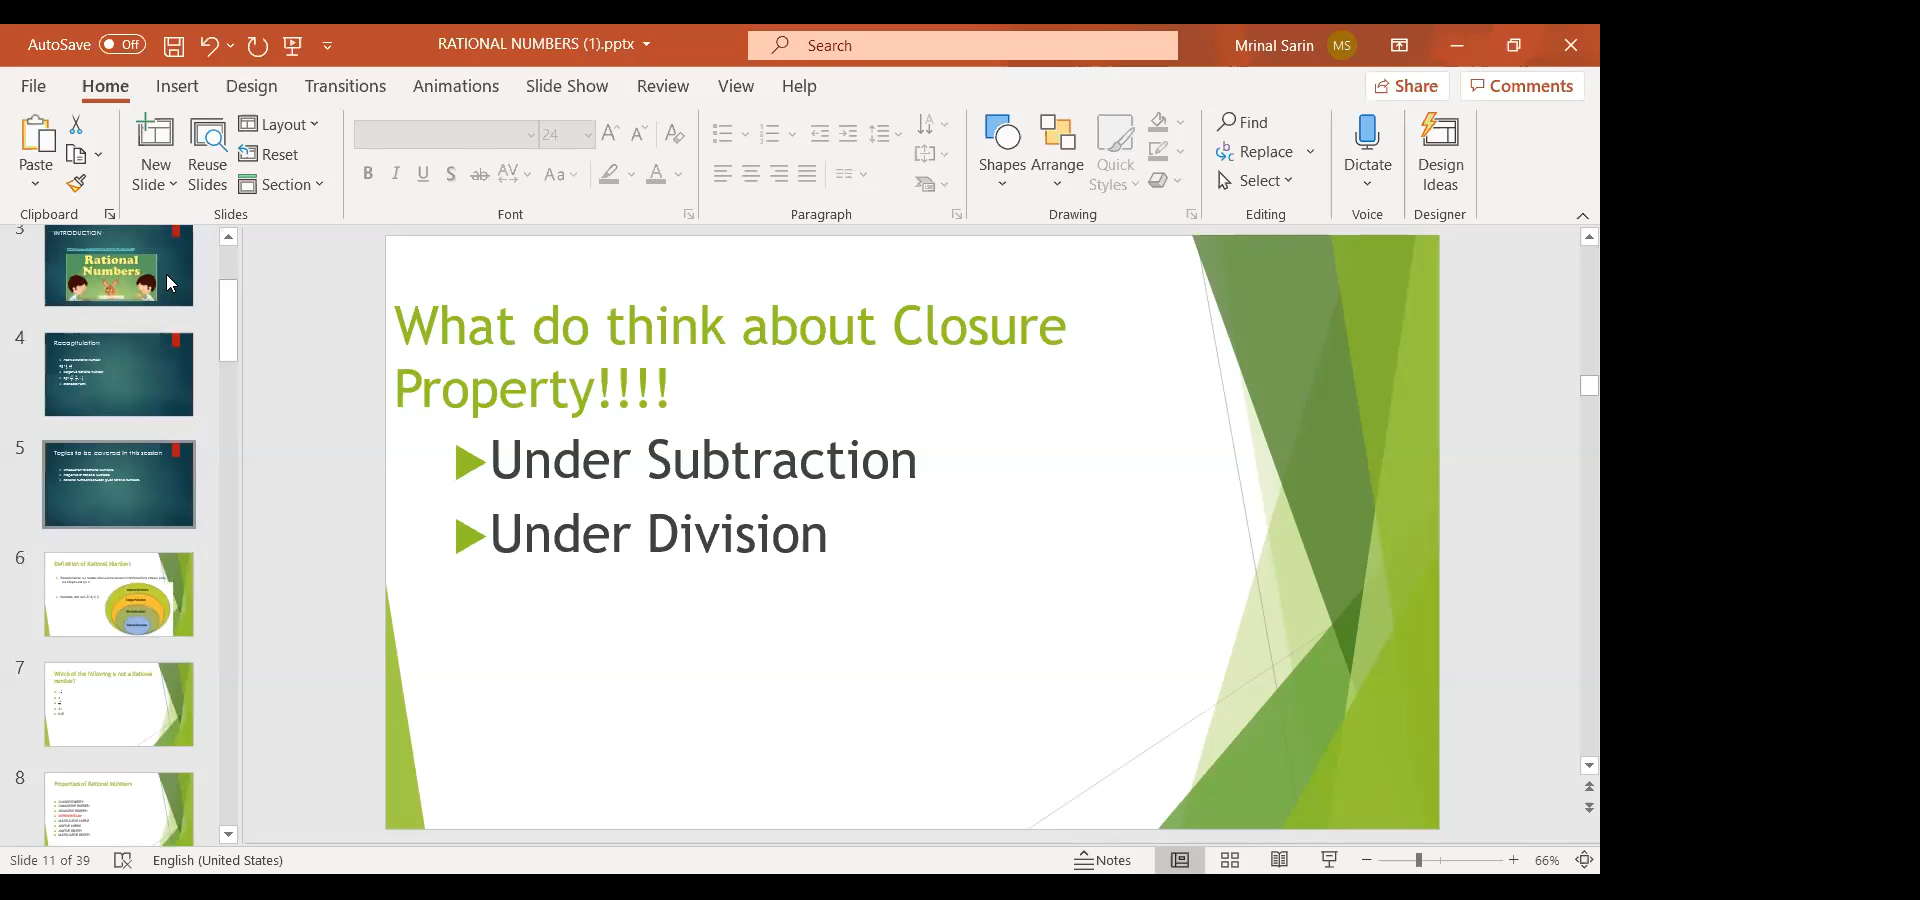 AutoSave Off
RATIONAL NUMBERS (1).pptx
Search
Mrinal Sarin MS
File Home Insert Design Transitions Animations Slide Show Review View Help Share Comments
Paste
New Slide
Reuse Slides
Layout
Reset
Section
24
B I U S ab AV Aa A
Shapes
Arrange
Quick Styles
Find
Replace
Select
Dictate
Design Ideas
Clipboard Slides Font Paragraph Drawing Editing Voice Designer
3
INTRODUCTION
Rational
Numbers
4
Recapitulation
5
Topics to be covered in this session
6
Definition of Rational Numbers
7
Which of the following is not a Rational
number?
8
Properties of Rational Numbers
What do think about Closure
Property!!!!
Under Subtraction
Under Division
Slide 11 of 39 English (United States) Notes 66%